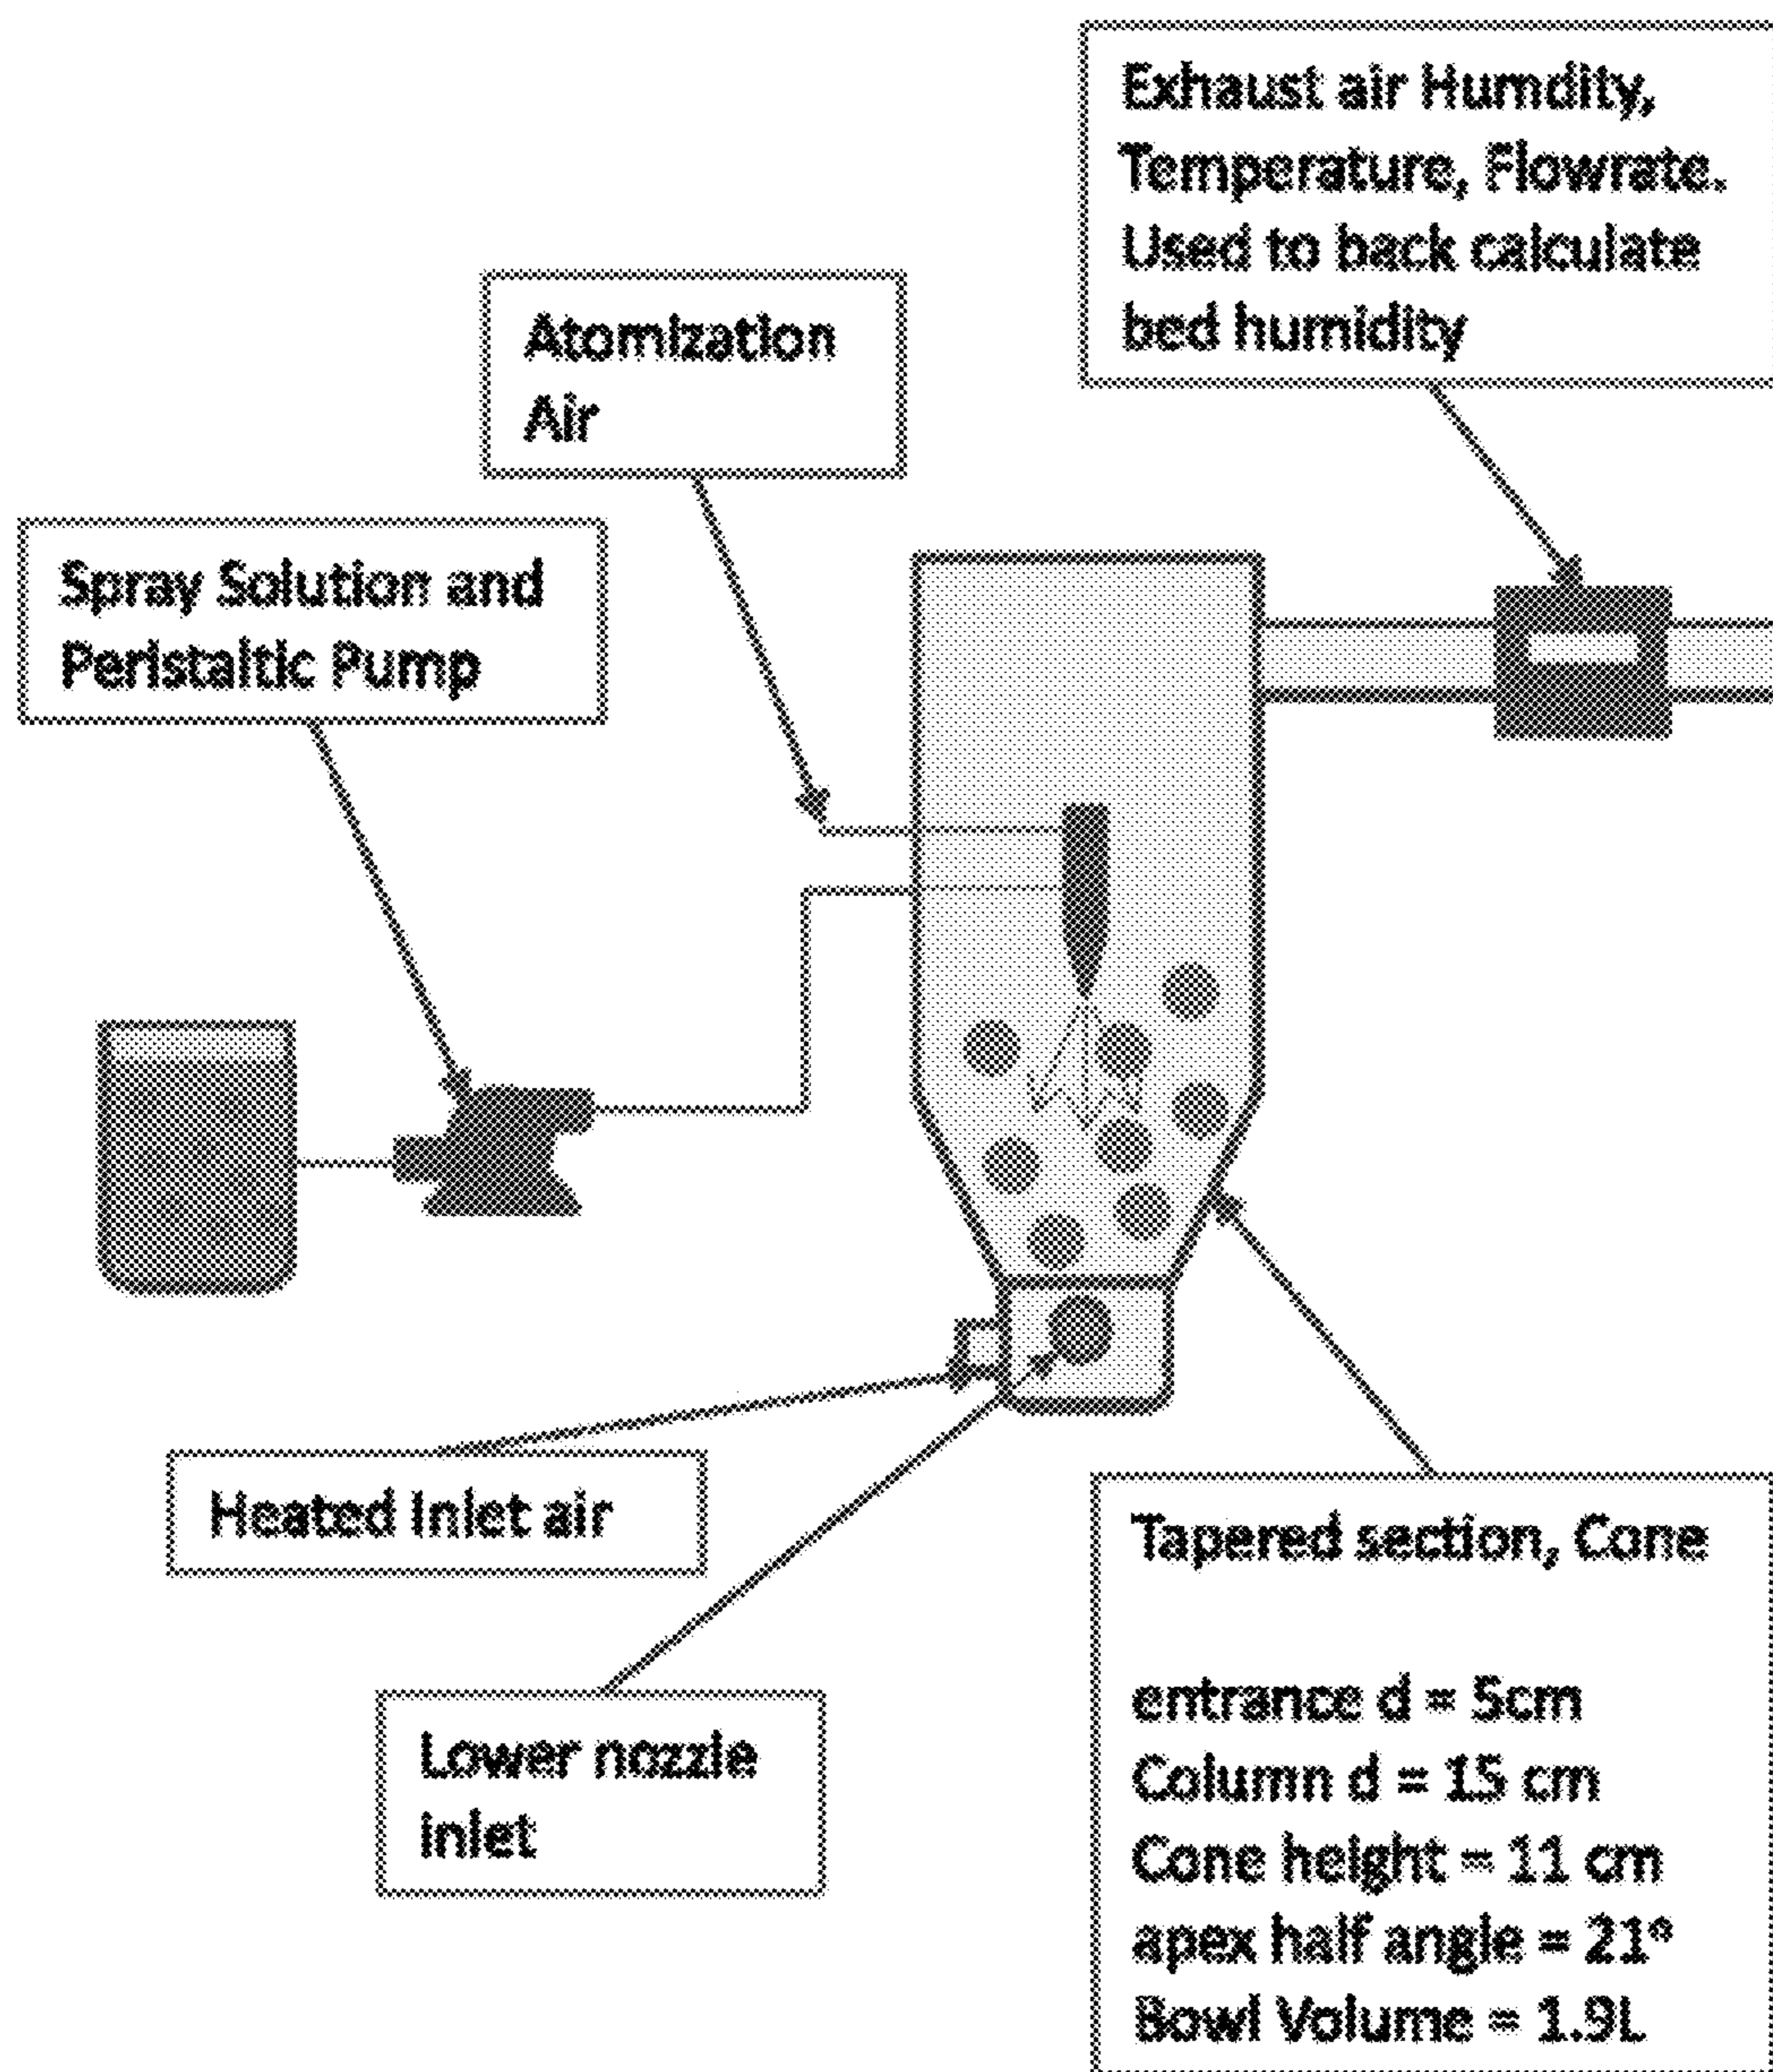 Exhaust air Humdity,
Temperature, Flowrate.
Used to back calculate
bed humidity
Atomization
Air
Spray Solution and
Peristaltic Pump
Heated Inlet air
Lower nozzle
inlet
Tapered section, Cone
entrance d = 5cm
Column d = 15 cm
Cone height = 11 cm
apex half angle = 21°
Bowl Volume = 1.9L